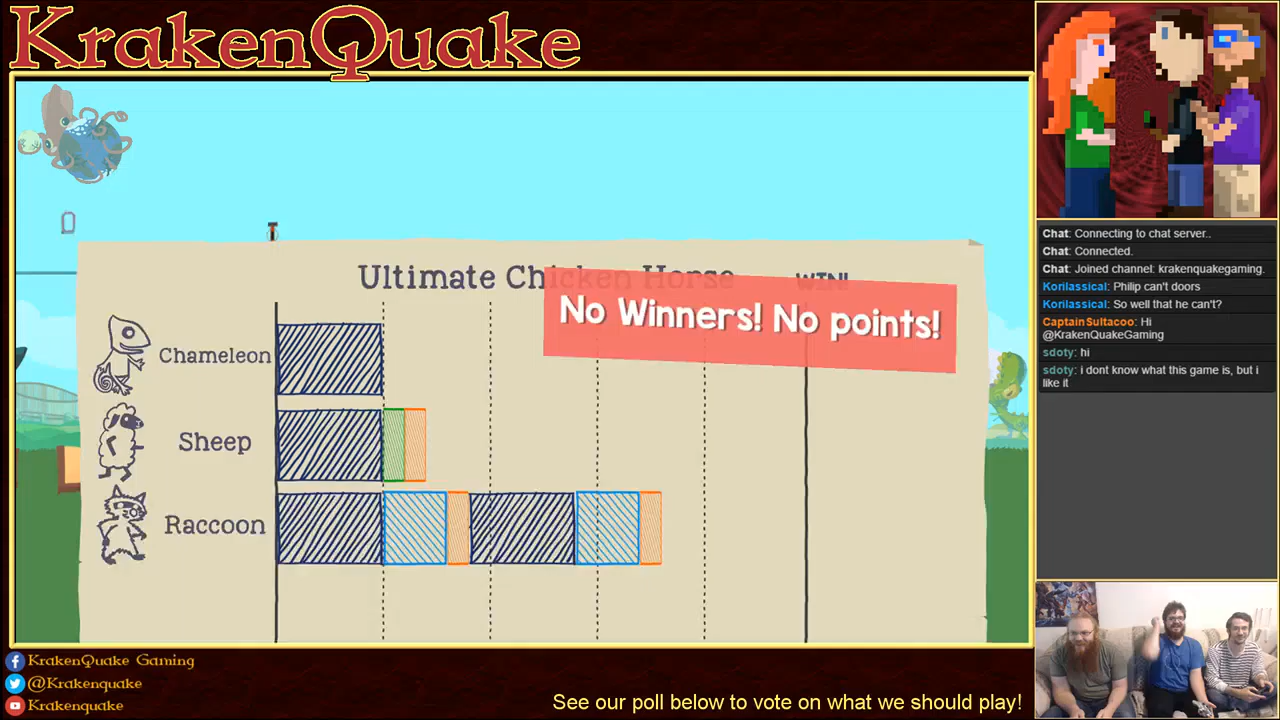 KrakenQuake
Ultimate Chicken Horse
WIN!
No Winners! No points!
Chameleon
Sheep
Raccoon
Chat: Connecting to chat server..
Chat: Connected.
Chat: Joined channel: krakenquakegaming.
Korilassical: Philip can't doors
Korilassical: So well that he can't?
CaptainSultacoo: Hi
@KrakenQuakeGaming
sdoty: hi
sdoty: i dont know what this game is, but i
like it
KrakenQuake Gaming
@Krakenquake
Krakenquake
See our poll below to vote on what we should play!